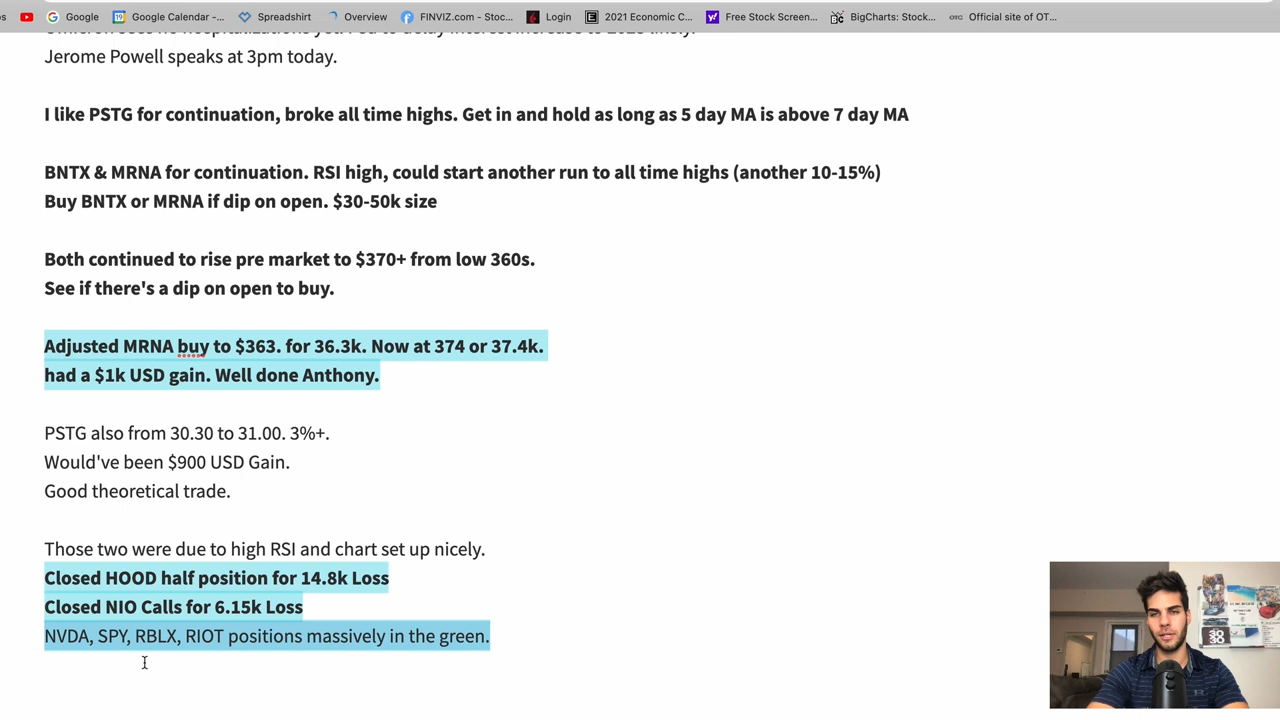 Google
Google Calendar -...
Spreadshirt
Overview
FINVIZ.com - Stoc...
Login
2021 Economic C...
Free Stock Screen...
BigCharts: Stock...
OTC
Official site of OT...
Jerome Powell speaks at 3pm today.
I like PSTG for continuation, broke all time highs. Get in and hold as long as 5 day MA is above 7 day MA
BNTX & MRNA for continuation. RSI high, could start another run to all time highs (another 10-15%)
Buy BNTX or MRNA if dip on open. $30-50k size
Both continued to rise pre market to $370+ from low 360s.
See if there's a dip on open to buy.
Adjusted MRNA buy to $363. for 36.3k. Now at 374 or 37.4k.
had a $1k USD gain. Well done Anthony.
PSTG also from 30.30 to 31.00. 3%+.
Would've been $900 USD Gain.
Good theoretical trade.
Those two were due to high RSI and chart set up nicely.
Closed HOOD half position for 14.8k Loss
Closed NIO Calls for 6.15k Loss
NVDA, SPY, RBLX, RIOT positions massively in the green.